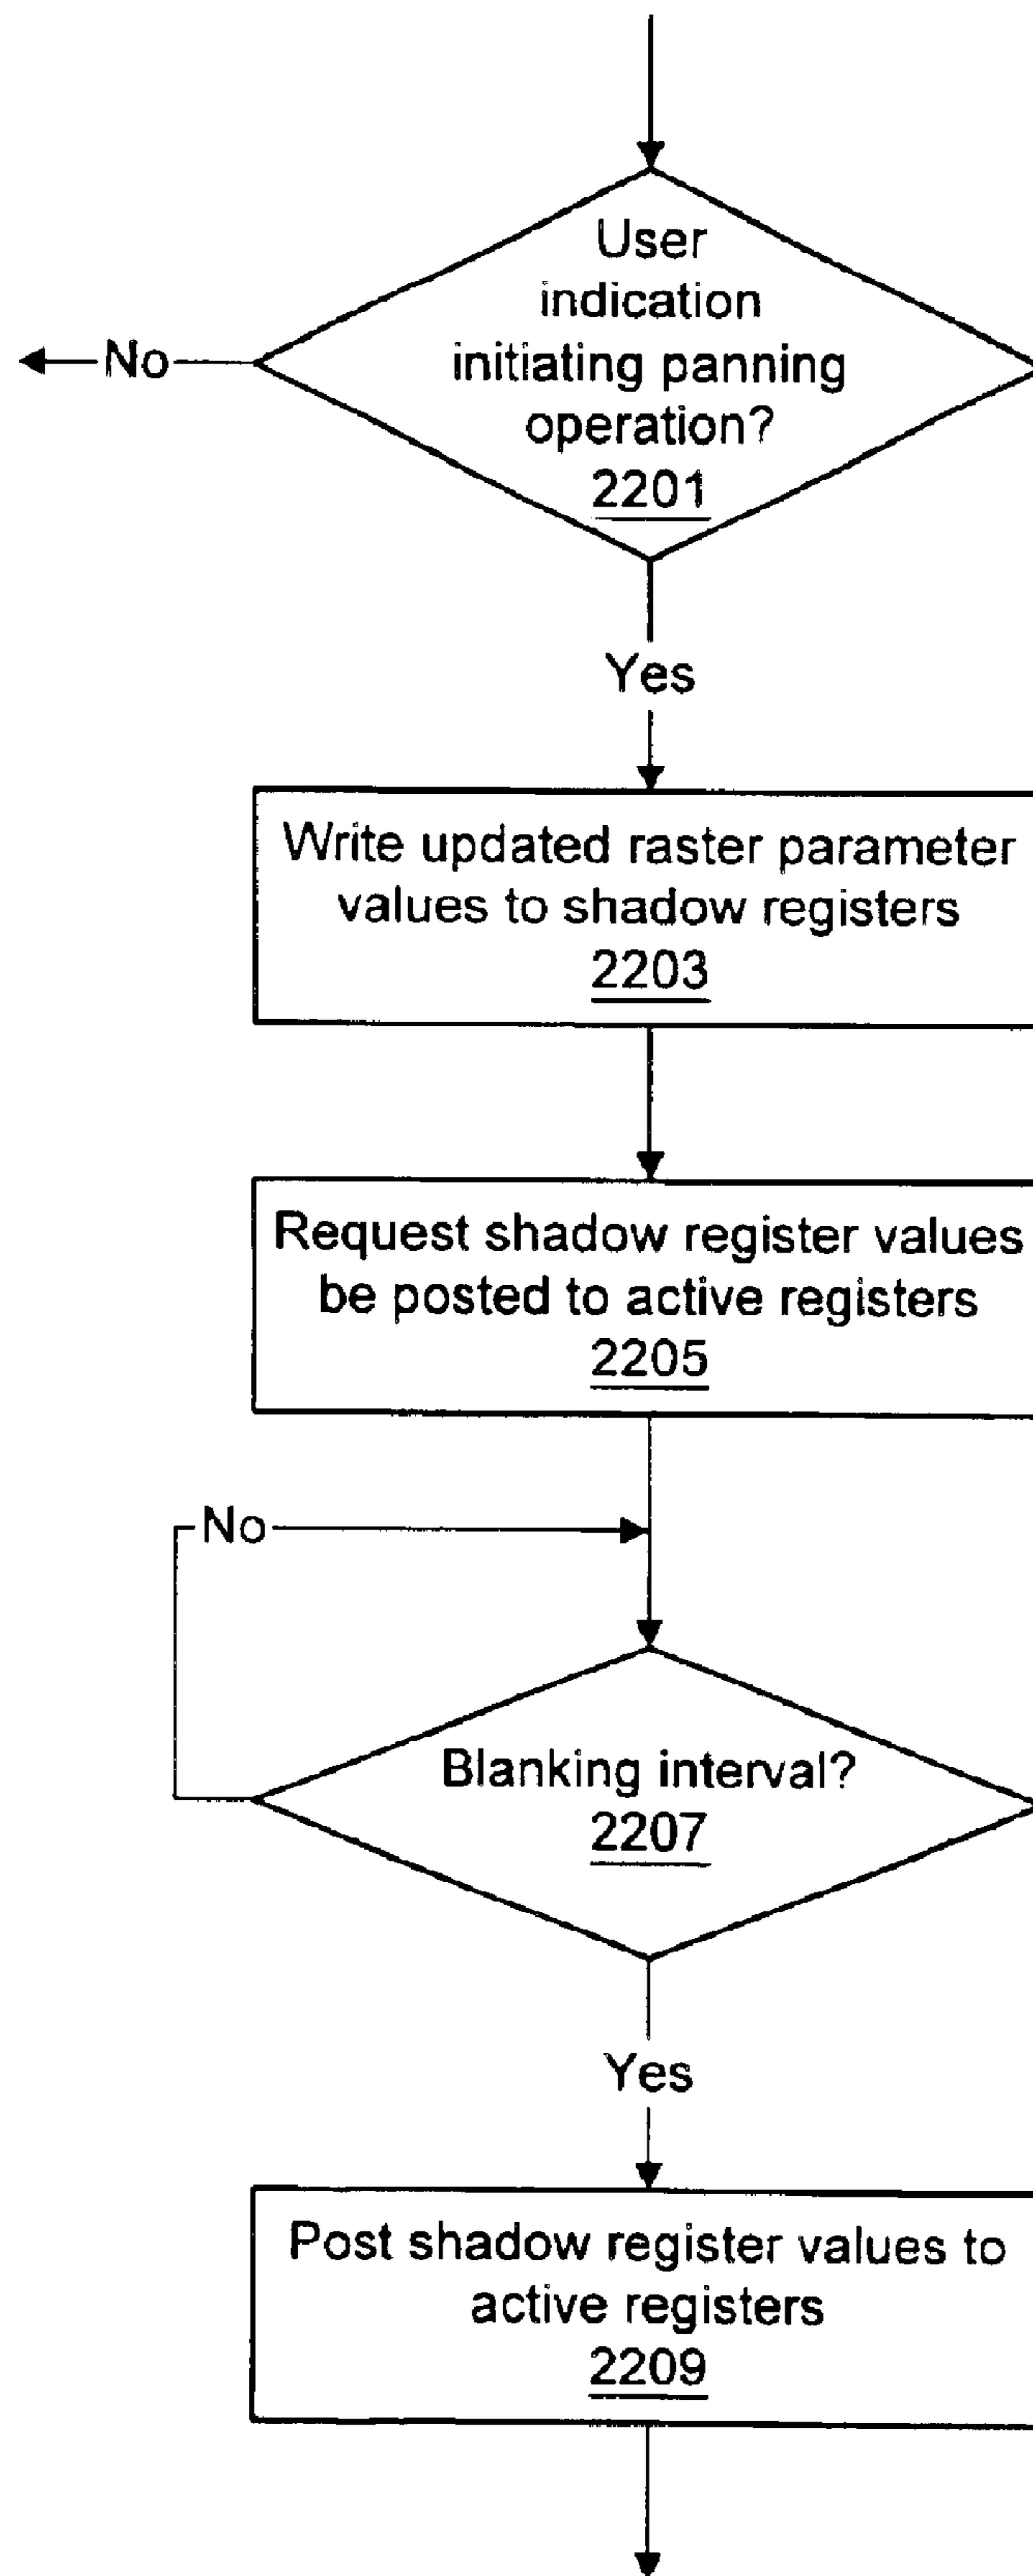 User
indication
initiating panning
operation?
2201
No
Yes
Write updated raster parameter
values to shadow registers
2203
Request shadow register values
be posted to active registers
2205
No
Blanking interval?
2207
Yes
Post shadow register values to
active registers
2209